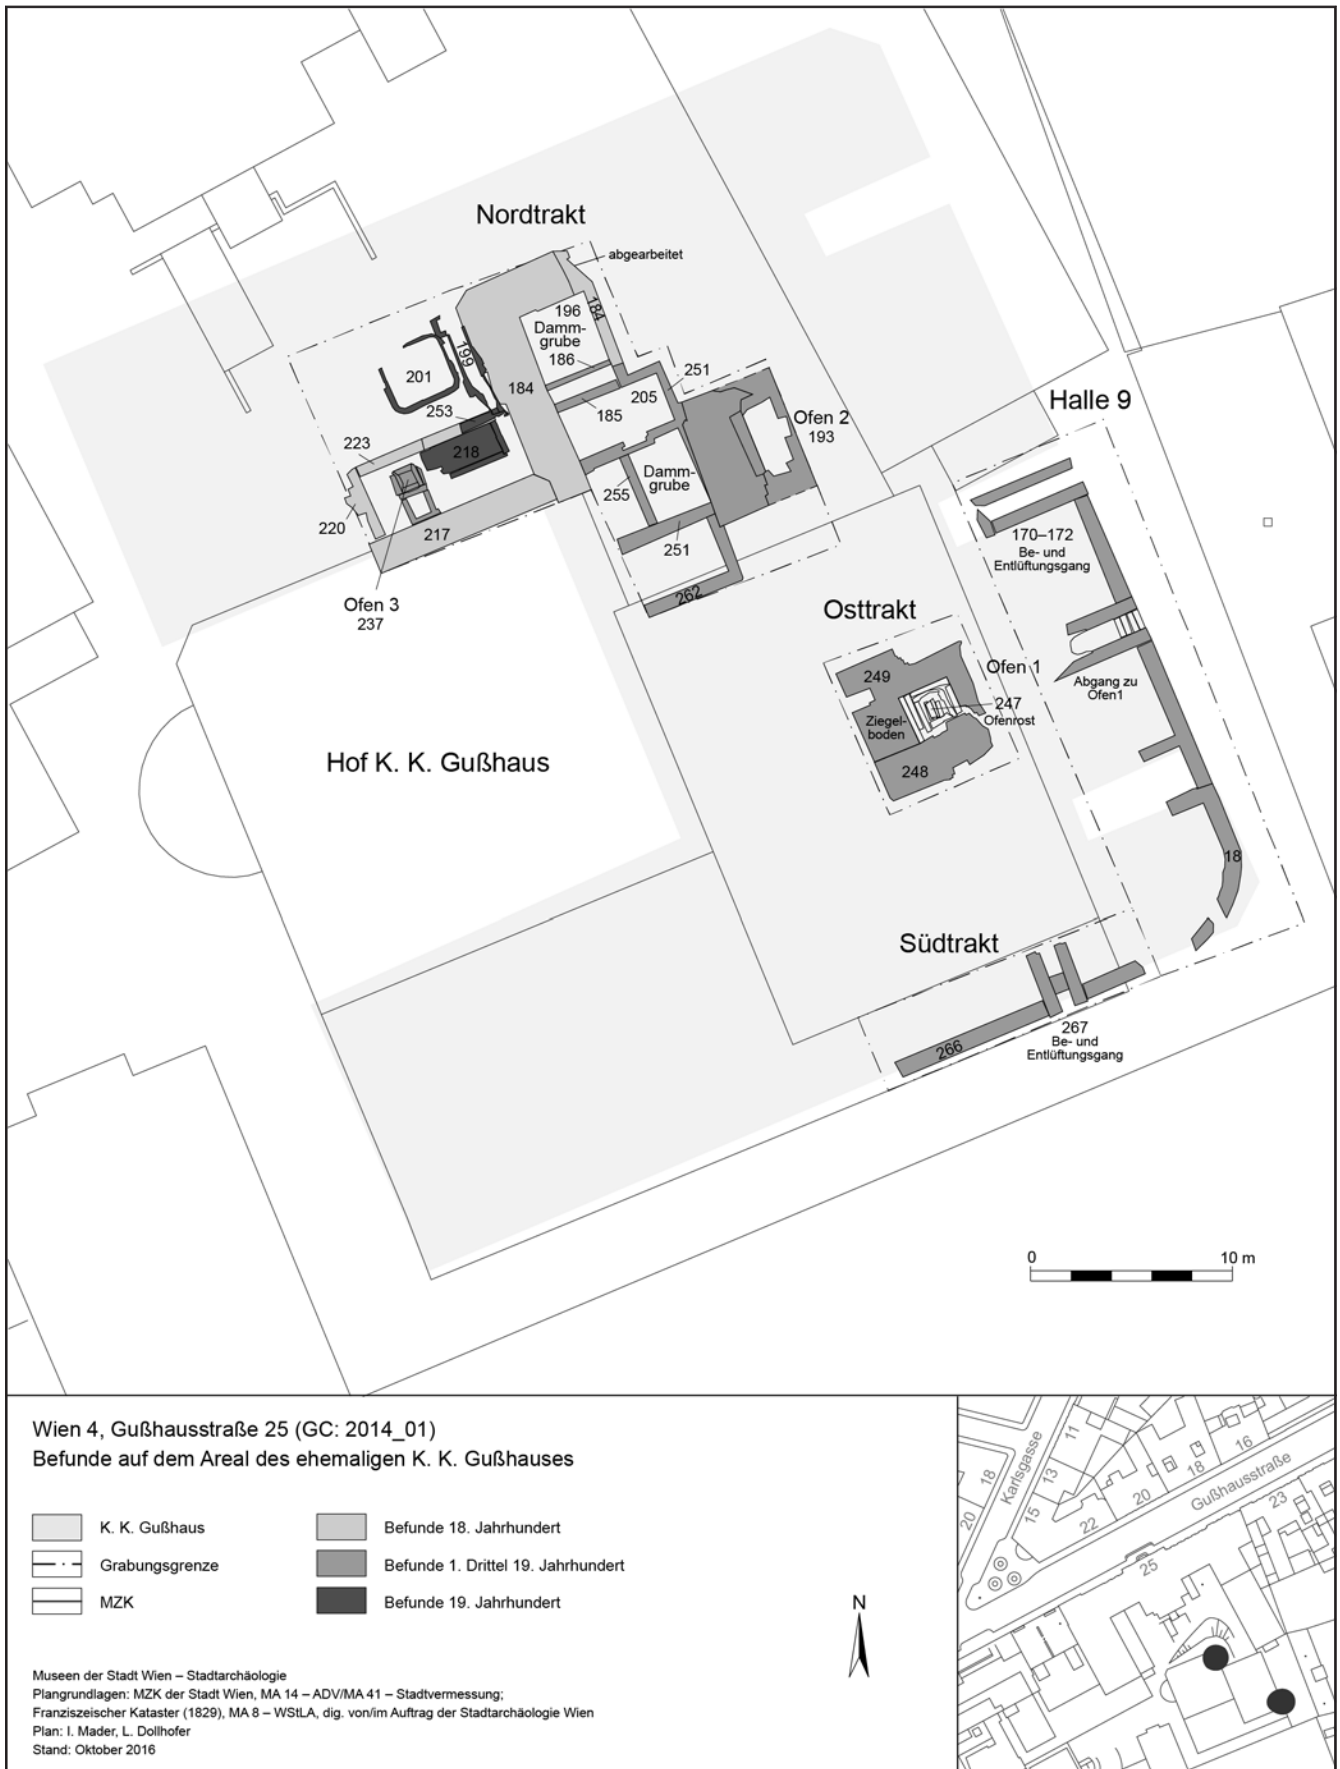 Nordtrakt
abgearbeitet
196
Damm-
grube
184
186
199
201
184
251
205
185
253
Ofen 2
193
Halle 9
223
218
Damm-
grube
255
220
217
251
170–172
Be- und
Entlüftungsgang
262
Ofen 3
237
Osttrakt
Ofen 1
249
247
Ofenrost
Ziegel-
boden
248
Abgang zu
Ofen1
Hof K. K. Gußhaus
18
Südtrakt
267
Be- und
Entlüftungsgang
266
0
10 m
Wien 4, Gußhausstraße 25 (GC: 2014_01)
Befunde auf dem Areal des ehemaligen K. K. Gußhauses
K. K. Gußhaus
Grabungsgrenze
MZK
Befunde 18. Jahrhundert
Befunde 1. Drittel 19. Jahrhundert
Befunde 19. Jahrhundert
N
Museen der Stadt Wien – Stadtarchäologie
Plangrundlagen: MZK der Stadt Wien, MA 14 – ADV/MA 41 – Stadtvermessung;
Franziszeischer Kataster (1829), MA 8 – WStLA, dig. von/im Auftrag der Stadtarchäologie Wien
Plan: I. Mader, L. Dollhofer
Stand: Oktober 2016
Karlsgasse
11
13
15
18
20
16
18
20
22
Gußhausstraße
23
25